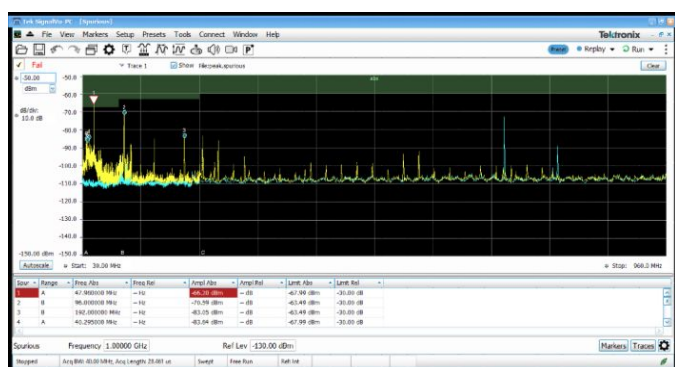 Tek SignalVu-PC - [Spurious]
File View Markers Setup Presets Tools Connect Window Help
Tektronix
Preset Replay Run
Fail Trace 1 Show Clear
-50.00 -50.0
dBm -60.0
dB/div: -70.0
10.0 dB -80.0
-90.0
-100.0
-110.0
-120.0
-130.0
-140.0
-150.00 dBm -150.0 A B C
Autoscale Start: 30.00 MHz Stop: 960.0 MHz
Spur Range Freq Abs Freq Rel Ampl Abs Ampl Rel Limit Abs Limit Rel
1 A 47.960000 MHz -- Hz -66.20 dBm -- dB -67.99 dBm -30.00 dB
2 B 96.000000 MHz -- Hz -70.59 dBm -- dB -63.49 dBm -30.00 dB
3 B 192.000000 MHz -- Hz -83.05 dBm -- dB -63.49 dBm -30.00 dB
4 A 40.295000 MHz -- Hz -83.64 dBm -- dB -67.99 dBm -30.00 dB
Spurious Frequency 1.00000 GHz Ref Lev -130.00 dBm Markers Traces
Stopped Acq BW: 40.00 MHz, Acq Length: us Swept Free Run Ref: Int